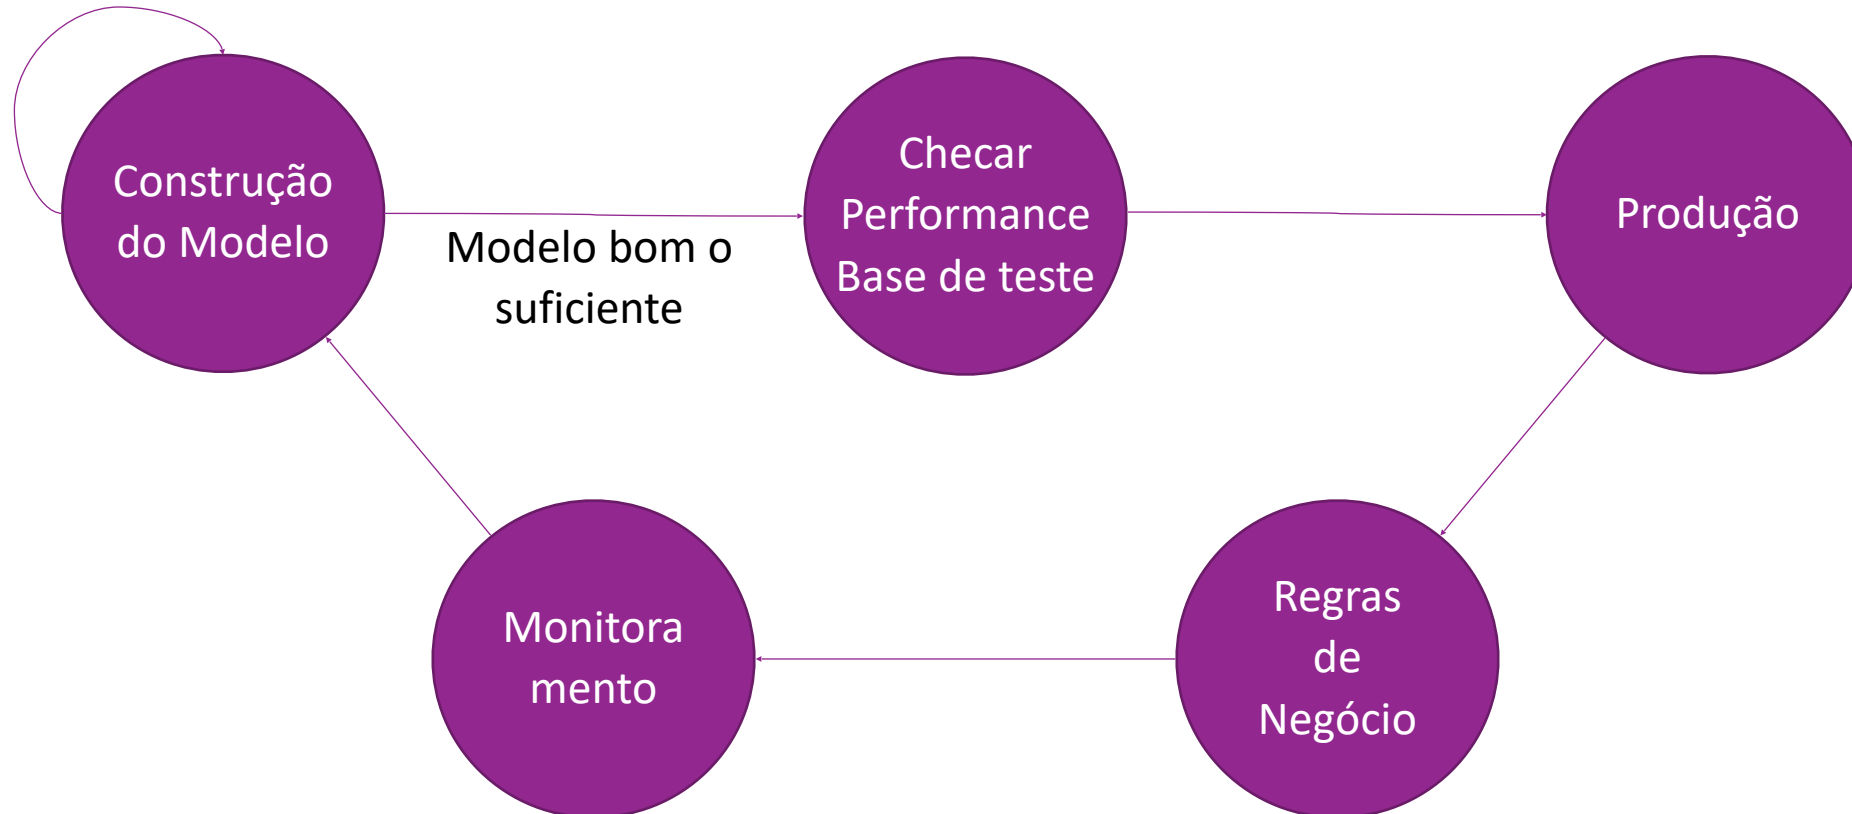 Construção
do Modelo
Modelo bom o
suficiente
Checar
Performance
Base de teste
Produção
Monitora
mento
Regras
de
Negócio